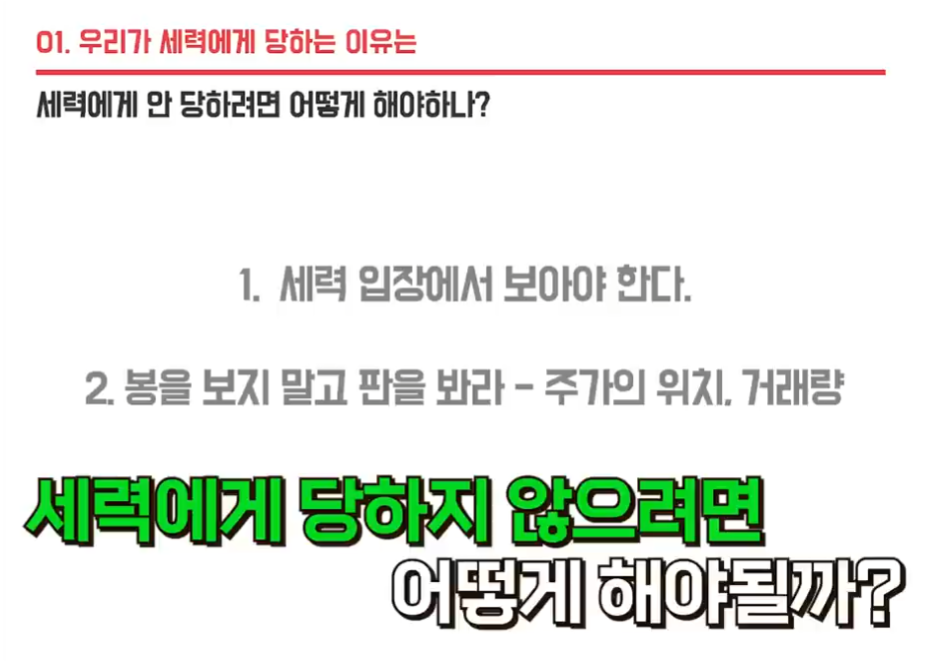 01. 우리가 세력에게 당하는 이유는
세력에게 안 당하려면 어떻게 해야하나?
1. 세력 입장에서 보아야 한다.
2. 봉을 보지 말고 판을 봐라 - 주가의 위치, 거래량
세력에게 당하지 않으려면
어떻게 해야될까?